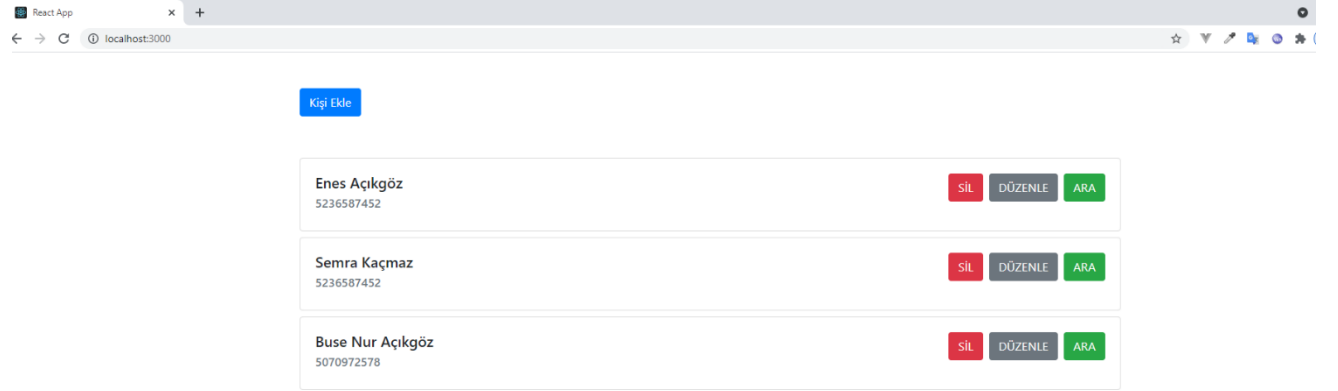 React App
localhost:3000
Kişi Ekle
Enes Açıkgöz
5236587452
SİL DÜZENLE ARA
Semra Kaçmaz
5236587452
SİL DÜZENLE ARA
Buse Nur Açıkgöz
5070972578
SİL DÜZENLE ARA